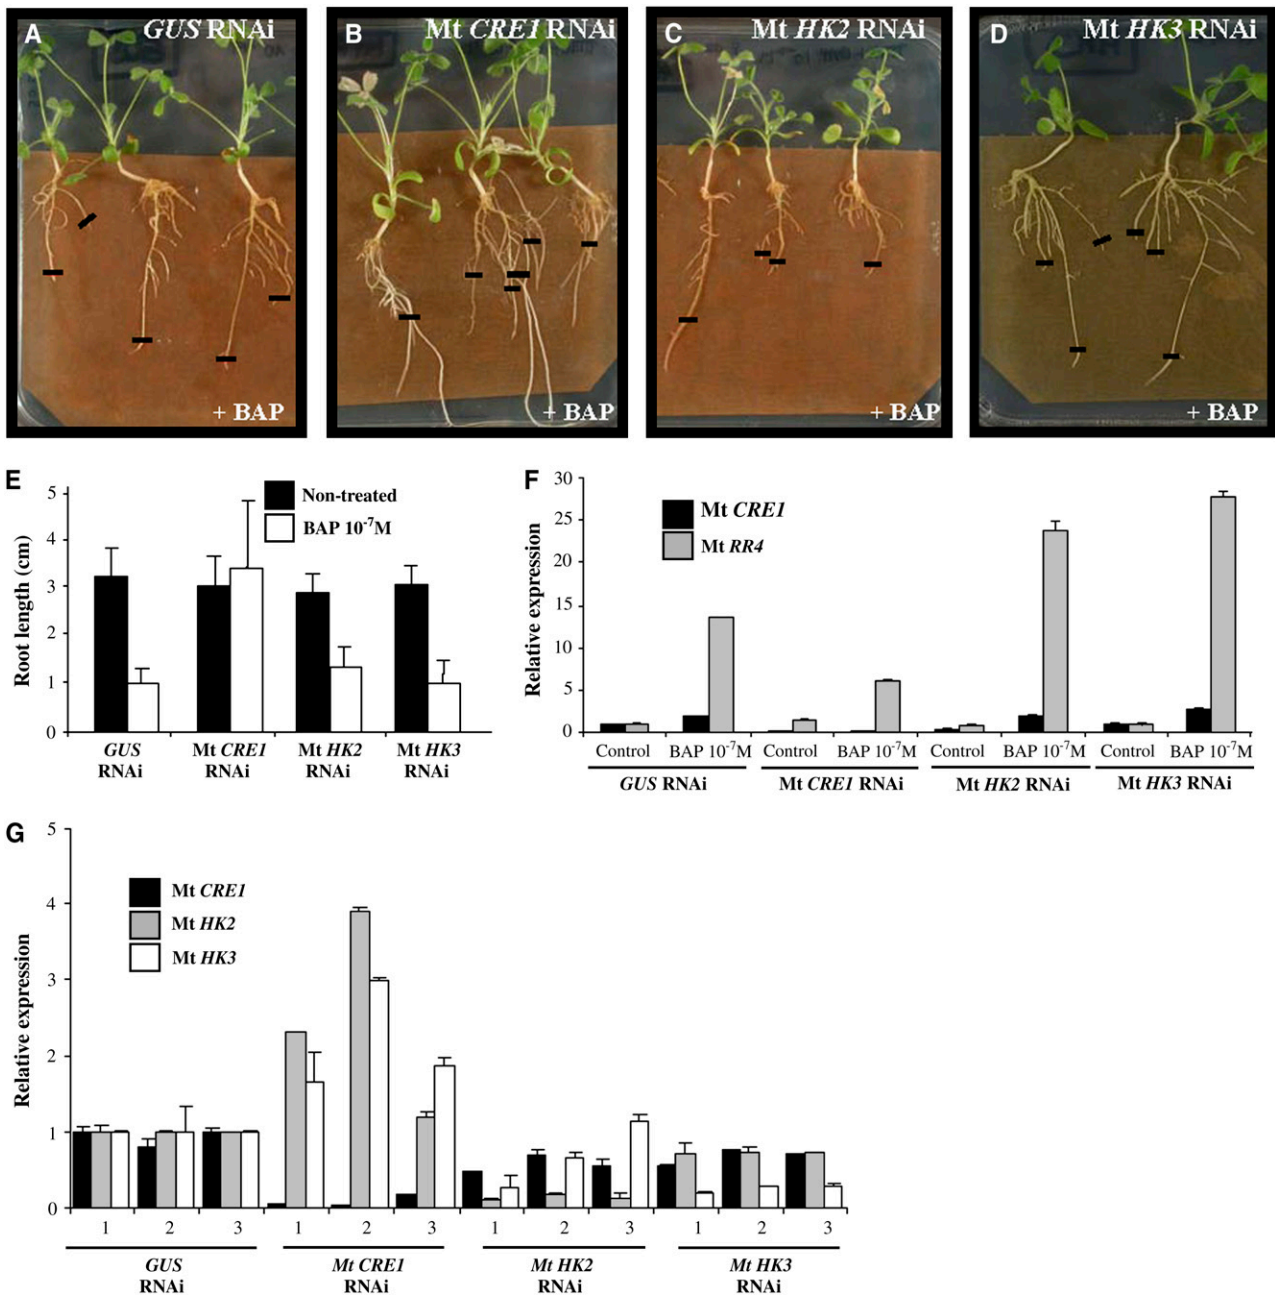 A GUS RNAi
+ BAP
B Mt CRE1 RNAi
+ BAP
C Mt HK2 RNAi
+ BAP
D Mt HK3 RNAi
+ BAP
E
Root length (cm)
5
4
3
2
1
0
Non-treated
BAP 10⁻⁷M
GUS
RNAi
Mt CRE1
RNAi
Mt HK2
RNAi
Mt HK3
RNAi
F
Relative expression
30
25
20
15
10
5
0
Mt CRE1
Mt RR4
Control BAP 10⁻⁷M Control BAP 10⁻⁷M Control BAP 10⁻⁷M Control BAP 10⁻⁷M
GUS RNAi Mt CRE1 RNAi Mt HK2 RNAi Mt HK3 RNAi
G
Relative expression
5
4
3
2
1
0
Mt CRE1
Mt HK2
Mt HK3
1 2 3 1 2 3 1 2 3 1 2 3
GUS
RNAi
Mt CRE1
RNAi
Mt HK2
RNAi
Mt HK3
RNAi